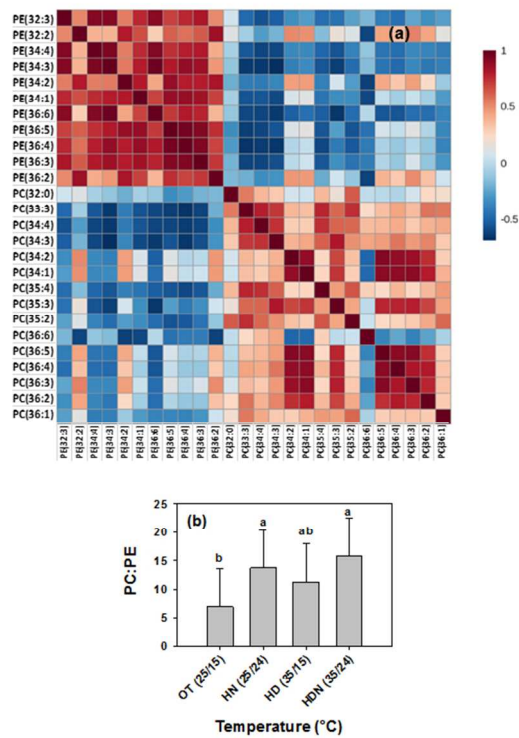 (a)
PE(32:3)
PE(32:2)
PE(34:4)
PE(34:3)
PE(34:2)
PE(34:1)
PE(36:6)
PE(36:5)
PE(36:4)
PE(36:3)
PE(36:2)
PC(32:0)
PC(33:3)
PC(34:4)
PC(34:3)
PC(34:2)
PC(34:1)
PC(35:4)
PC(35:3)
PC(35:2)
PC(36:6)
PC(36:5)
PC(36:4)
PC(36:3)
PC(36:2)
PC(36:1)
1
0.5
0
-0.5
PE(32:3)
PE(32:2)
PE(34:4)
PE(34:3)
PE(34:2)
PE(34:1)
PE(36:6)
PE(36:5)
PE(36:4)
PE(36:3)
PE(36:2)
PC(32:0)
PC(33:3)
PC(34:4)
PC(34:3)
PC(34:2)
PC(34:1)
PC(35:4)
PC(35:3)
PC(35:2)
PC(36:6)
PC(36:5)
PC(36:4)
PC(36:3)
PC(36:2)
PC(36:1)
(b)
PC:PE
25
20
15
10
5
0
b
a
ab
a
OT (25/15)
HN (25/24)
HD (35/15)
HDN (35/24)
Temperature (°C)